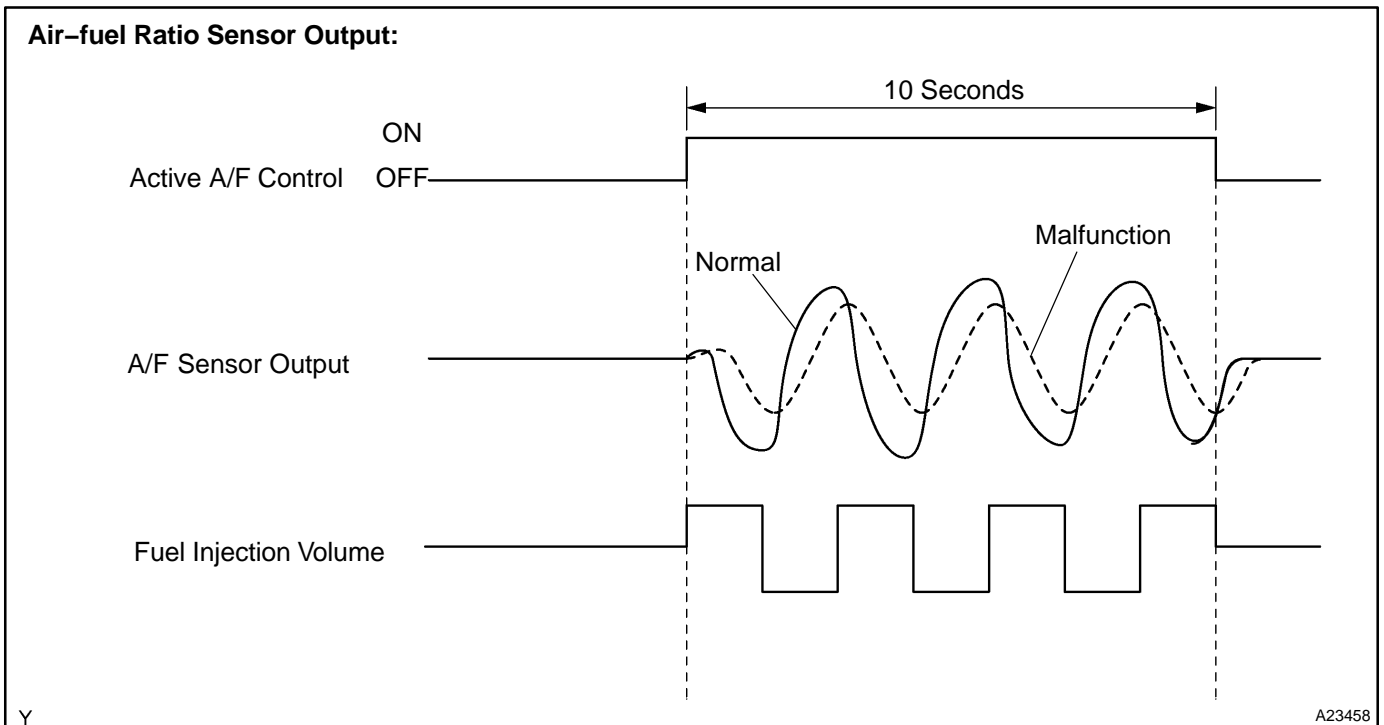 Air–fuel Ratio Sensor Output:
10 Seconds
ON
Active A/F Control OFF
Malfunction
Normal
A/F Sensor Output
Fuel Injection Volume
Y
A23458